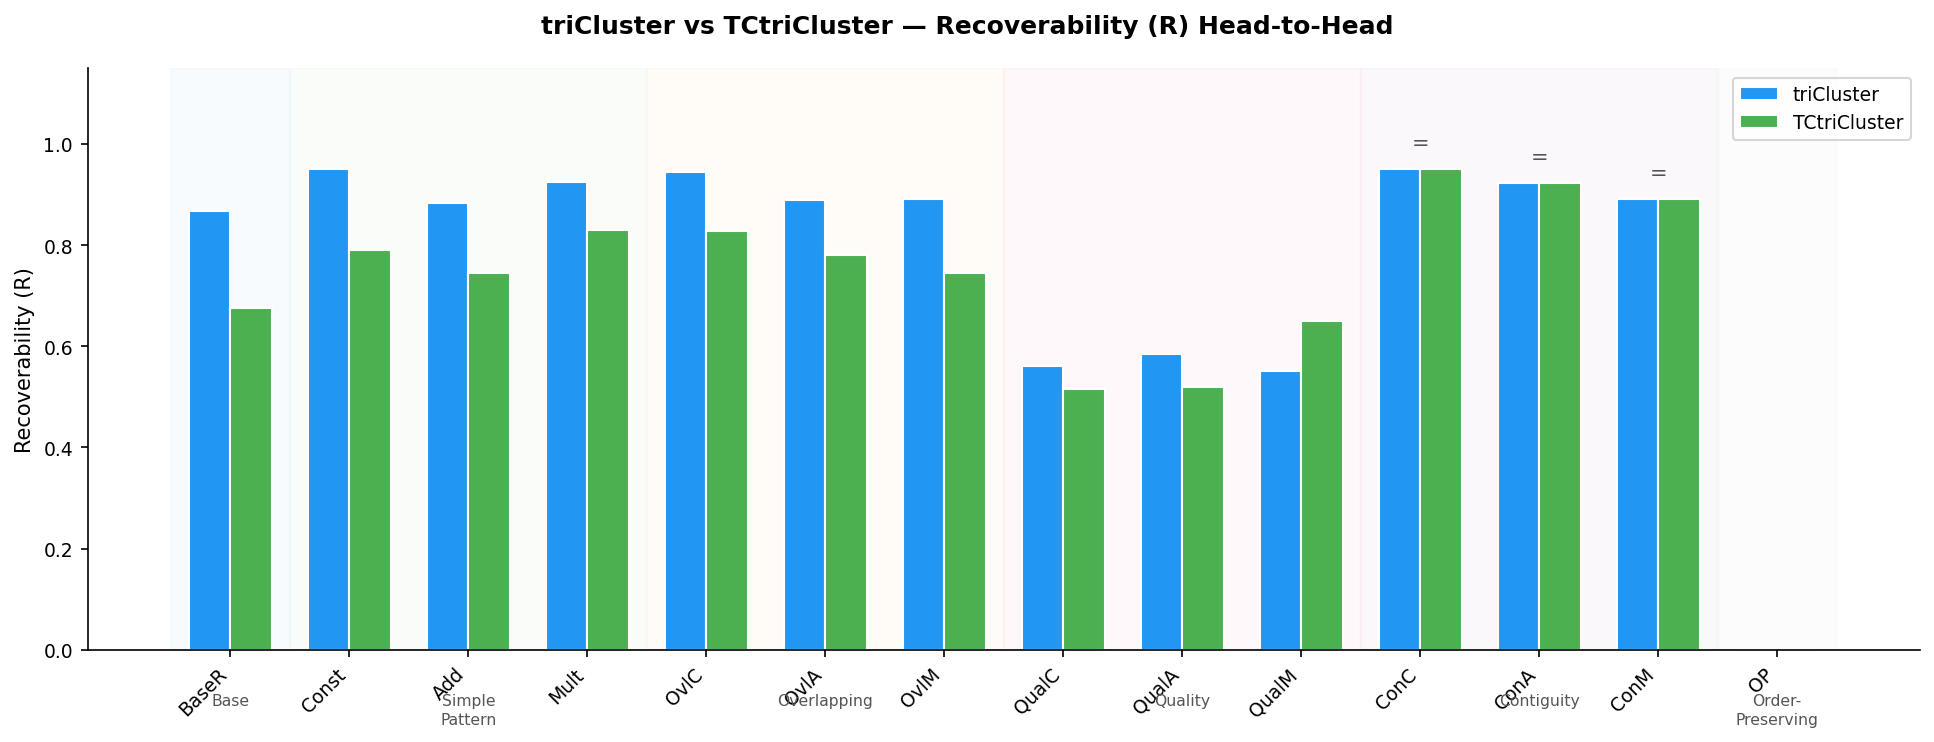 triCluster vs TCtriCluster — Recoverability (R) Head-to-Head
triCluster
TCtriCluster
Recoverability (R)
1.0
0.8
0.6
0.4
0.2
0.0
=
=
=
BaseR
Const
Add
Mult
OvlC
OvlA
OvlM
QualC
QualA
QualM
ConC
ConA
ConM
OP
Base
Simple
Pattern
Overlapping
Quality
Contiguity
Order-
Preserving